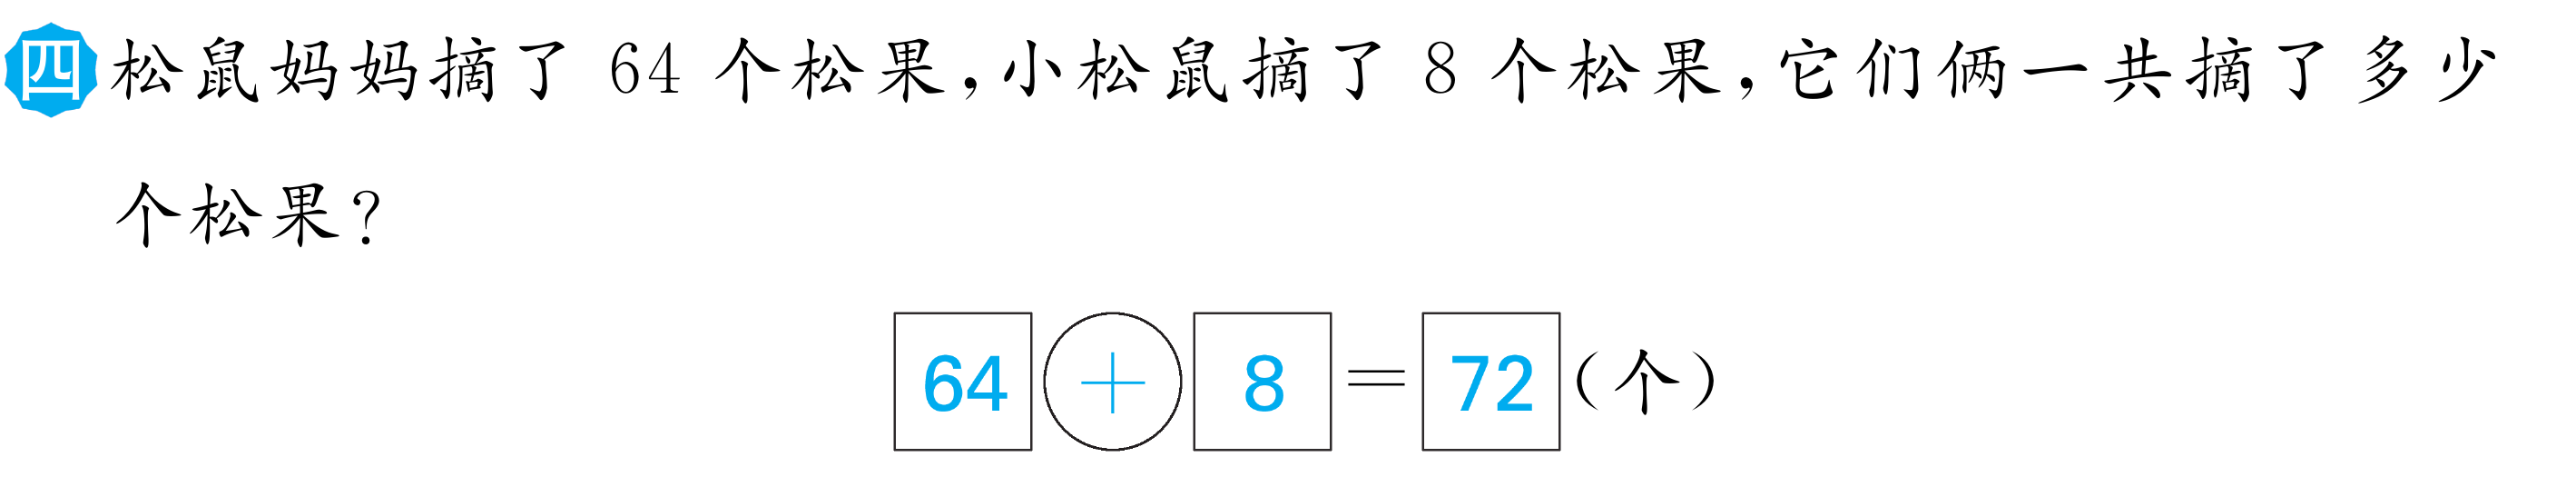 四 松鼠妈妈摘了 64 个松果,小松鼠摘了 8 个松果,它们俩一共摘了多少
个松果?
64 + 8 = 72 (个)